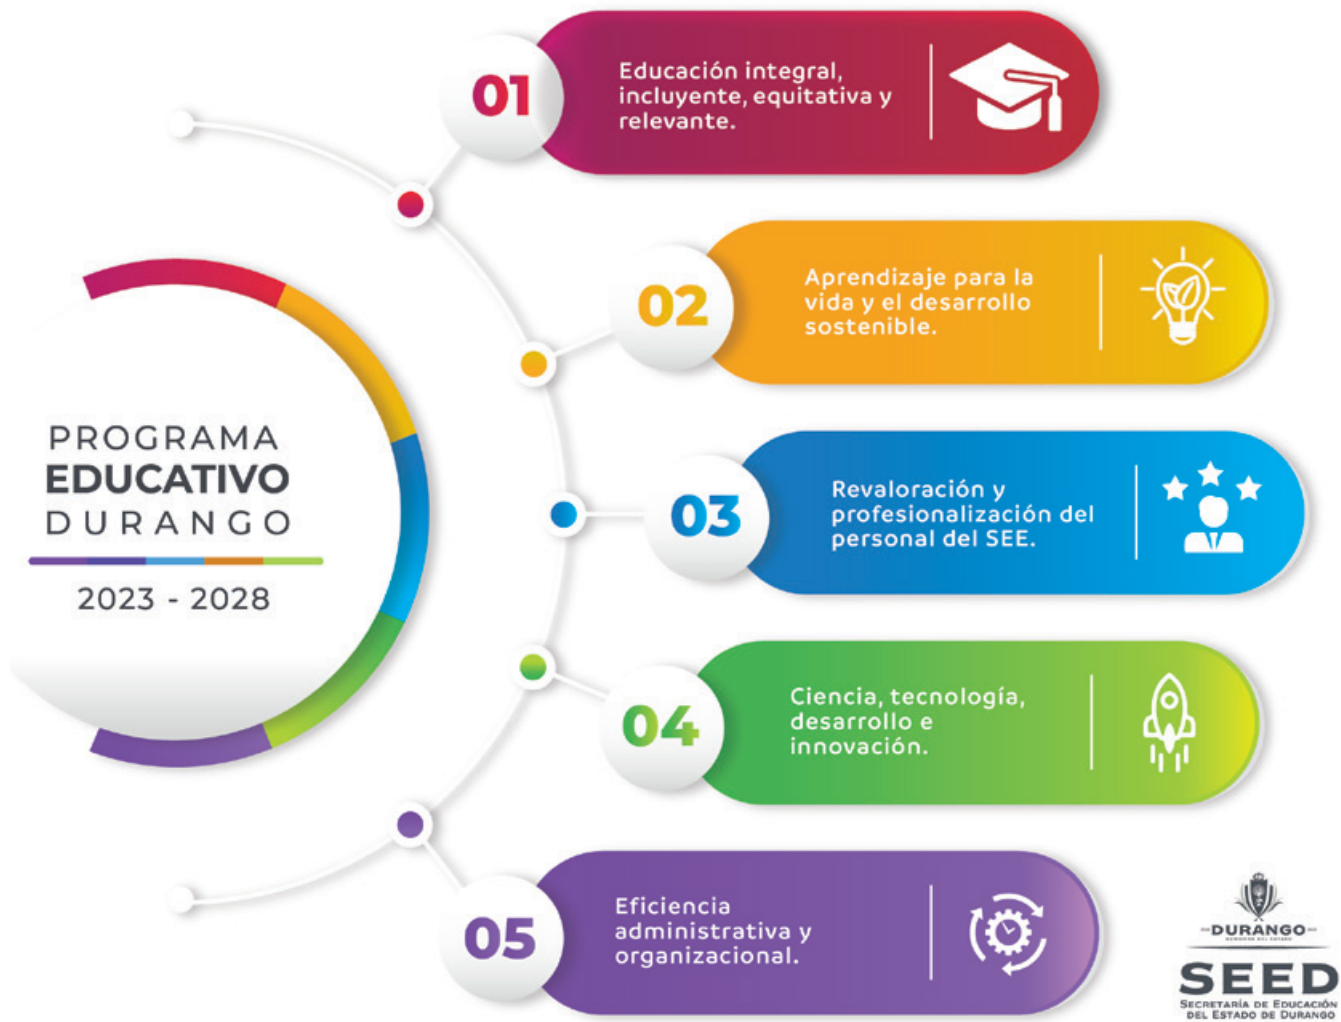 PROGRAMA
EDUCATIVO
DURANGO
2023 - 2028
01
Educación integral,
incluyente, equitativa y
relevante.
02
Aprendizaje para la
vida y el desarrollo
sostenible.
03
Revaloración y
profesionalización del
personal del SEE.
04
Ciencia, tecnología,
desarrollo e
innovación.
05
Eficiencia
administrativa y
organizacional.
DURANGO
SEED
SECRETARÍA DE EDUCACIÓN
DEL ESTADO DE DURANGO